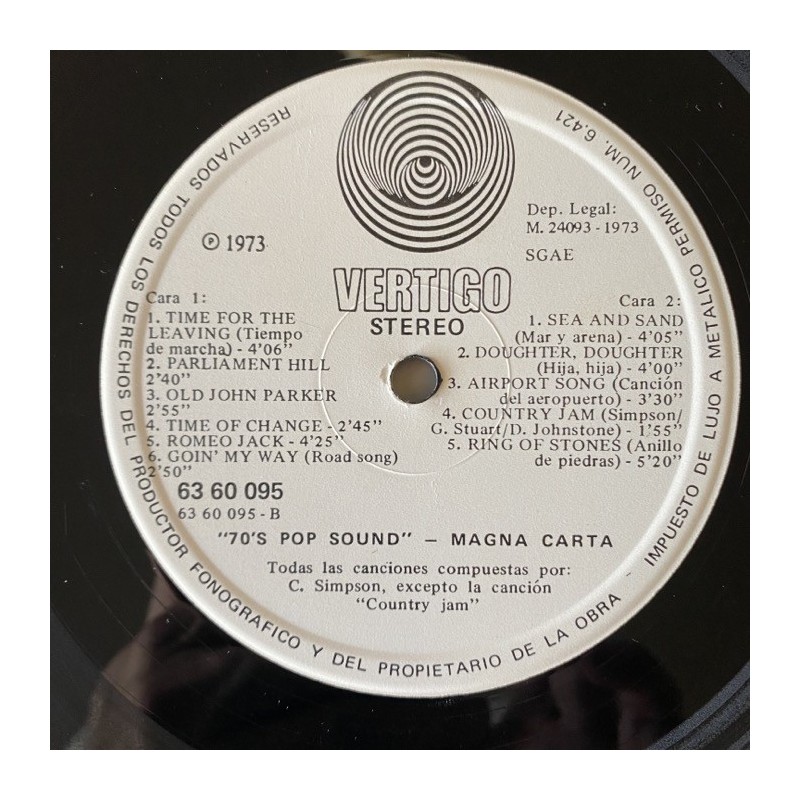 RESERVADOS TODOS LOS DERECHOS DEL PRODUCTOR FONOGRAFICO Y DEL PROPIETARIO DE LA OBRA - IMPUESTO DE LUJO A METALICO PERMISO NUM. 6.421
℗ 1973
Dep. Legal:
M. 24093 - 1973
SGAE
VERTIGO
STEREO
Cara 1:
1. TIME FOR THE
LEAVING (Tiempo
de marcha) - 4'06"
2. PARLIAMENT HILL
2'40"
3. OLD JOHN PARKER
2'55"
4. TIME OF CHANGE - 2'45"
5. ROMEO JACK - 4'25"
6. GOIN' MY WAY (Road song)
2'50"
Cara 2:
1. SEA AND SAND
(Mar y arena) - 4'05"
2. DOUGHTER, DOUGHTER
(Hija, hija) - 4'00"
3. AIRPORT SONG (Canción
del aeropuerto) - 3'30"
4. COUNTRY JAM (Simpson/
G. Stuart/D. Johnstone) - 1'55"
5. RING OF STONES (Anillo
de piedras) - 5'20"
63 60 095
63 60 095 - B
"70'S POP SOUND" — MAGNA CARTA
Todas las canciones compuestas por:
C. Simpson, excepto la canción
"Country jam"